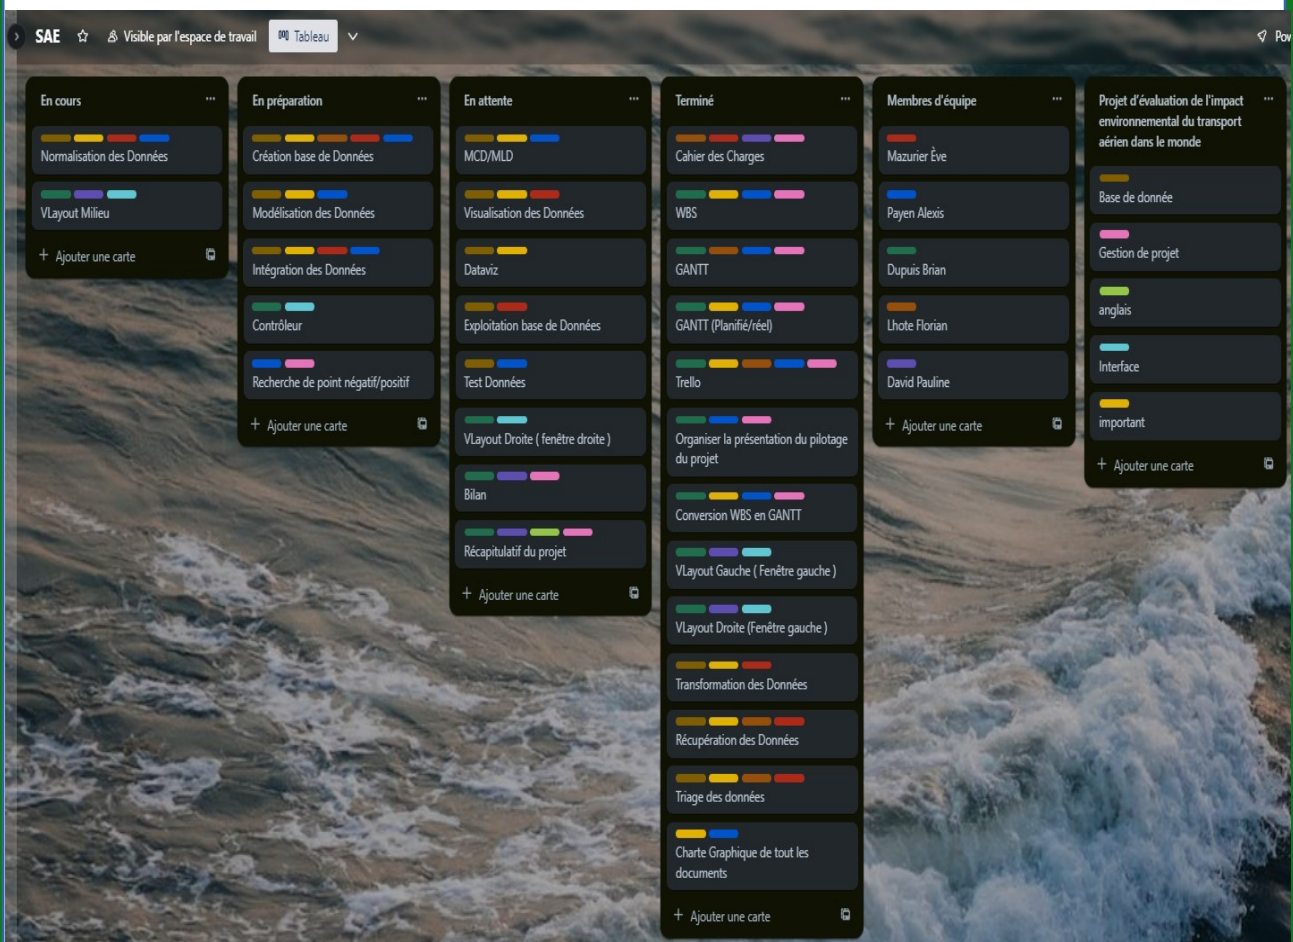 SAE
Visible par l'espace de travail
Tableau
En cours
Normalisation des Données
VLayout Milieu
Ajouter une carte
En préparation
Création base de Données
Modélisation des Données
Intégration des Données
Contrôleur
Recherche de point négatif/positif
Ajouter une carte
En attente
MCD/MLD
Visualisation des Données
Dataviz
Exploitation base de Données
Test Données
VLayout Droite ( fenêtre droite )
Bilan
Récapitulatif du projet
Ajouter une carte
Terminé
Cahier des Charges
WBS
GANTT
GANTT (Planifié/réel)
Trello
Organiser la présentation du pilotage
du projet
Conversion WBS en GANTT
VLayout Gauche ( Fenêtre gauche )
VLayout Droite (Fenêtre gauche )
Transformation des Données
Récupération des Données
Triage des données
Charte Graphique de tout les
documents
Ajouter une carte
Membres d'équipe
Mazurier Ève
Payen Alexis
Dupuis Brian
Lhote Florian
David Pauline
Ajouter une carte
Projet d'évaluation de l'impact
environnemental du transport
aérien dans le monde
Base de donnée
Gestion de projet
anglais
Interface
important
Ajouter une carte